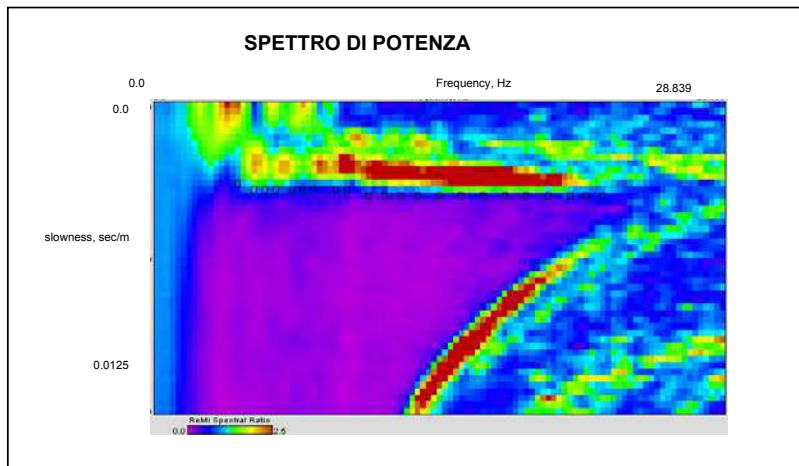 SPETTRO DI POTENZA
0.0 Frequency, Hz 28.839
0.0
slowness, sec/m
0.0125
ReMi Spectral Ratio
0.0 2.5